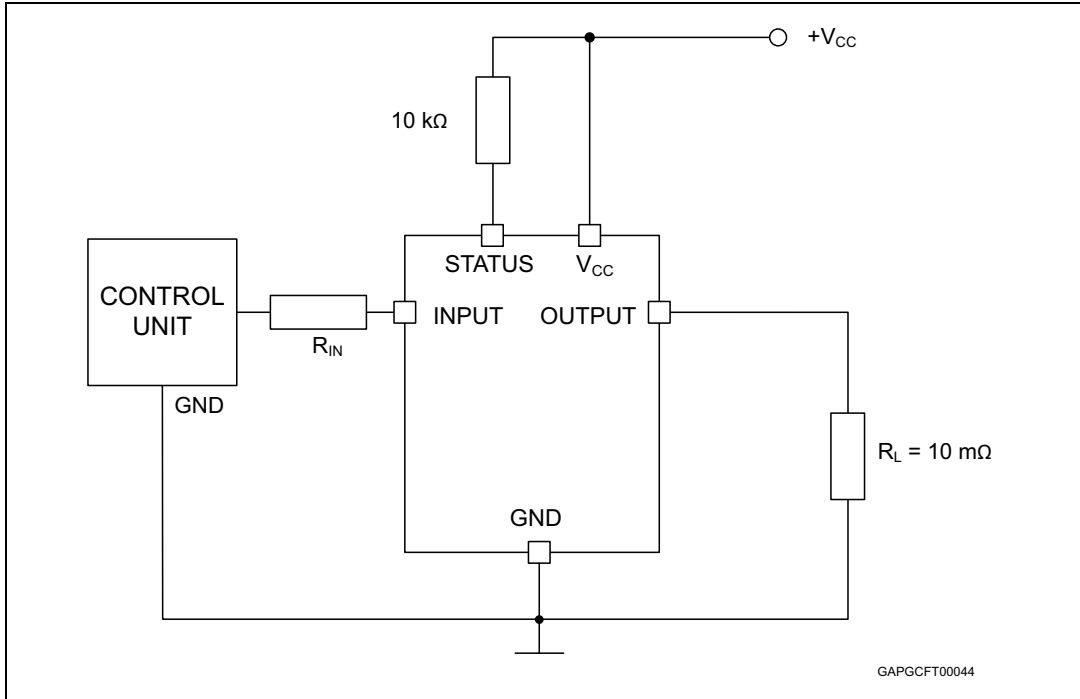 +VCC
10 kΩ
STATUS
VCC
CONTROL
UNIT
INPUT
OUTPUT
RIN
GND
RL = 10 mΩ
GND
GAPGCFT00044